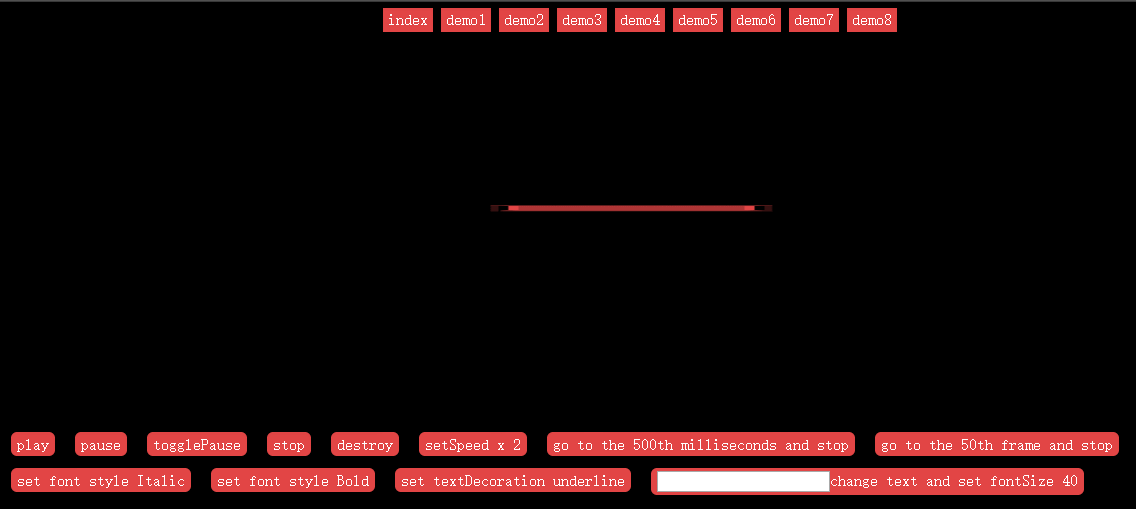 index demo1 demo2 demo3 demo4 demo5 demo6 demo7 demo8
play pause togglePause stop destroy setSpeed x 2 go to the 500th milliseconds and stop go to the 50th frame and stop
set font style Italic set font style Bold set textDecoration underline change text and set fontSize 40